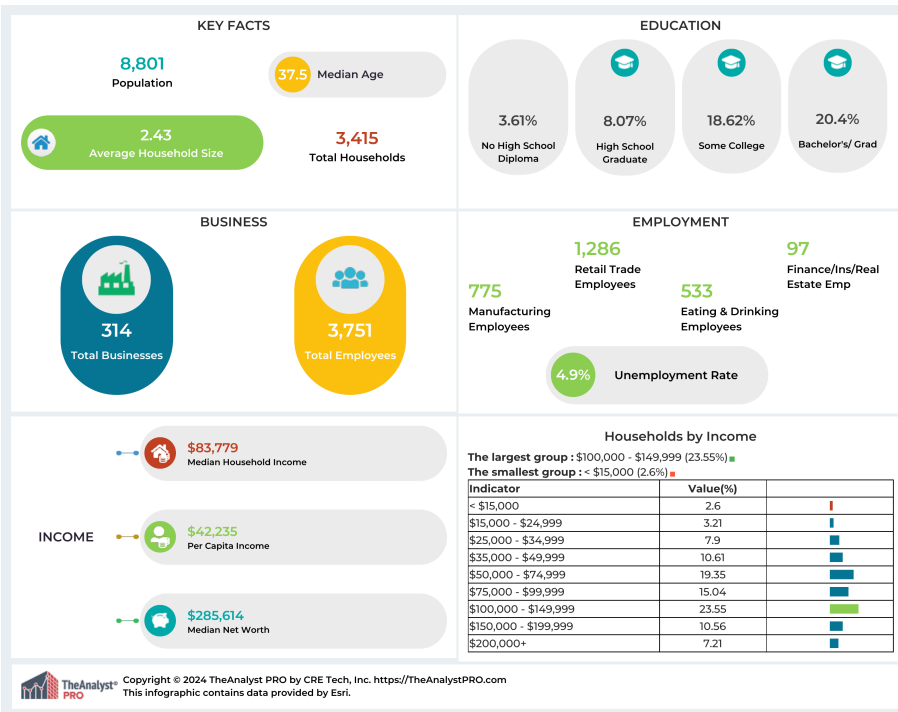 KEY FACTS
8,801
Population
37.5 Median Age
2.43
Average Household Size
3,415
Total Households
EDUCATION
3.61%
No High School
Diploma
8.07%
High School
Graduate
18.62%
Some College
20.4%
Bachelor's/ Grad
BUSINESS
314
Total Businesses
3,751
Total Employees
EMPLOYMENT
775
Manufacturing
Employees
1,286
Retail Trade
Employees
533
Eating & Drinking
Employees
97
Finance/Ins/Real
Estate Emp
4.9% Unemployment Rate
INCOME
$83,779
Median Household Income
$42,235
Per Capita Income
$285,614
Median Net Worth
Households by Income
The largest group : $100,000 - $149,999 (23.55%)
The smallest group : < $15,000 (2.6%)
Indicator Value(%)
< $15,000 2.6
$15,000 - $24,999 3.21
$25,000 - $34,999 7.9
$35,000 - $49,999 10.61
$50,000 - $74,999 19.35
$75,000 - $99,999 15.04
$100,000 - $149,999 23.55
$150,000 - $199,999 10.56
$200,000+ 7.21
TheAnalyst®
PRO
Copyright © 2024 TheAnalyst PRO by CRE Tech, Inc. https://TheAnalystPRO.com
This infographic contains data provided by Esri.